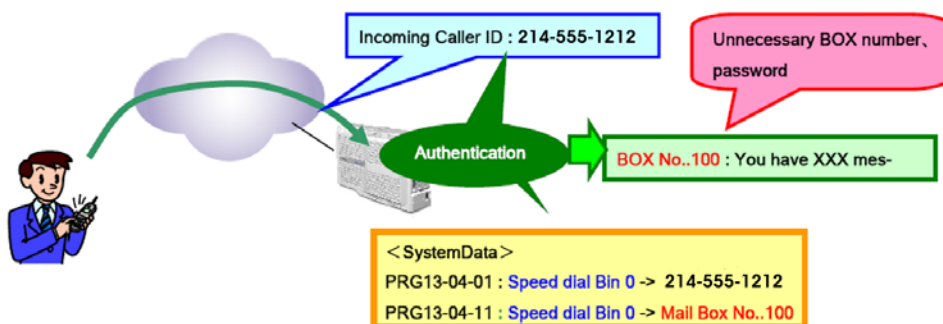 Incoming Caller ID : 214-555-1212
Unnecessary BOX number、
password
Authentication
BOX No..100 : You have XXX mes-
<SystemData>
PRG13-04-01 : Speed dial Bin 0 -> 214-555-1212
PRG13-04-11 : Speed dial Bin 0 -> Mail Box No..100